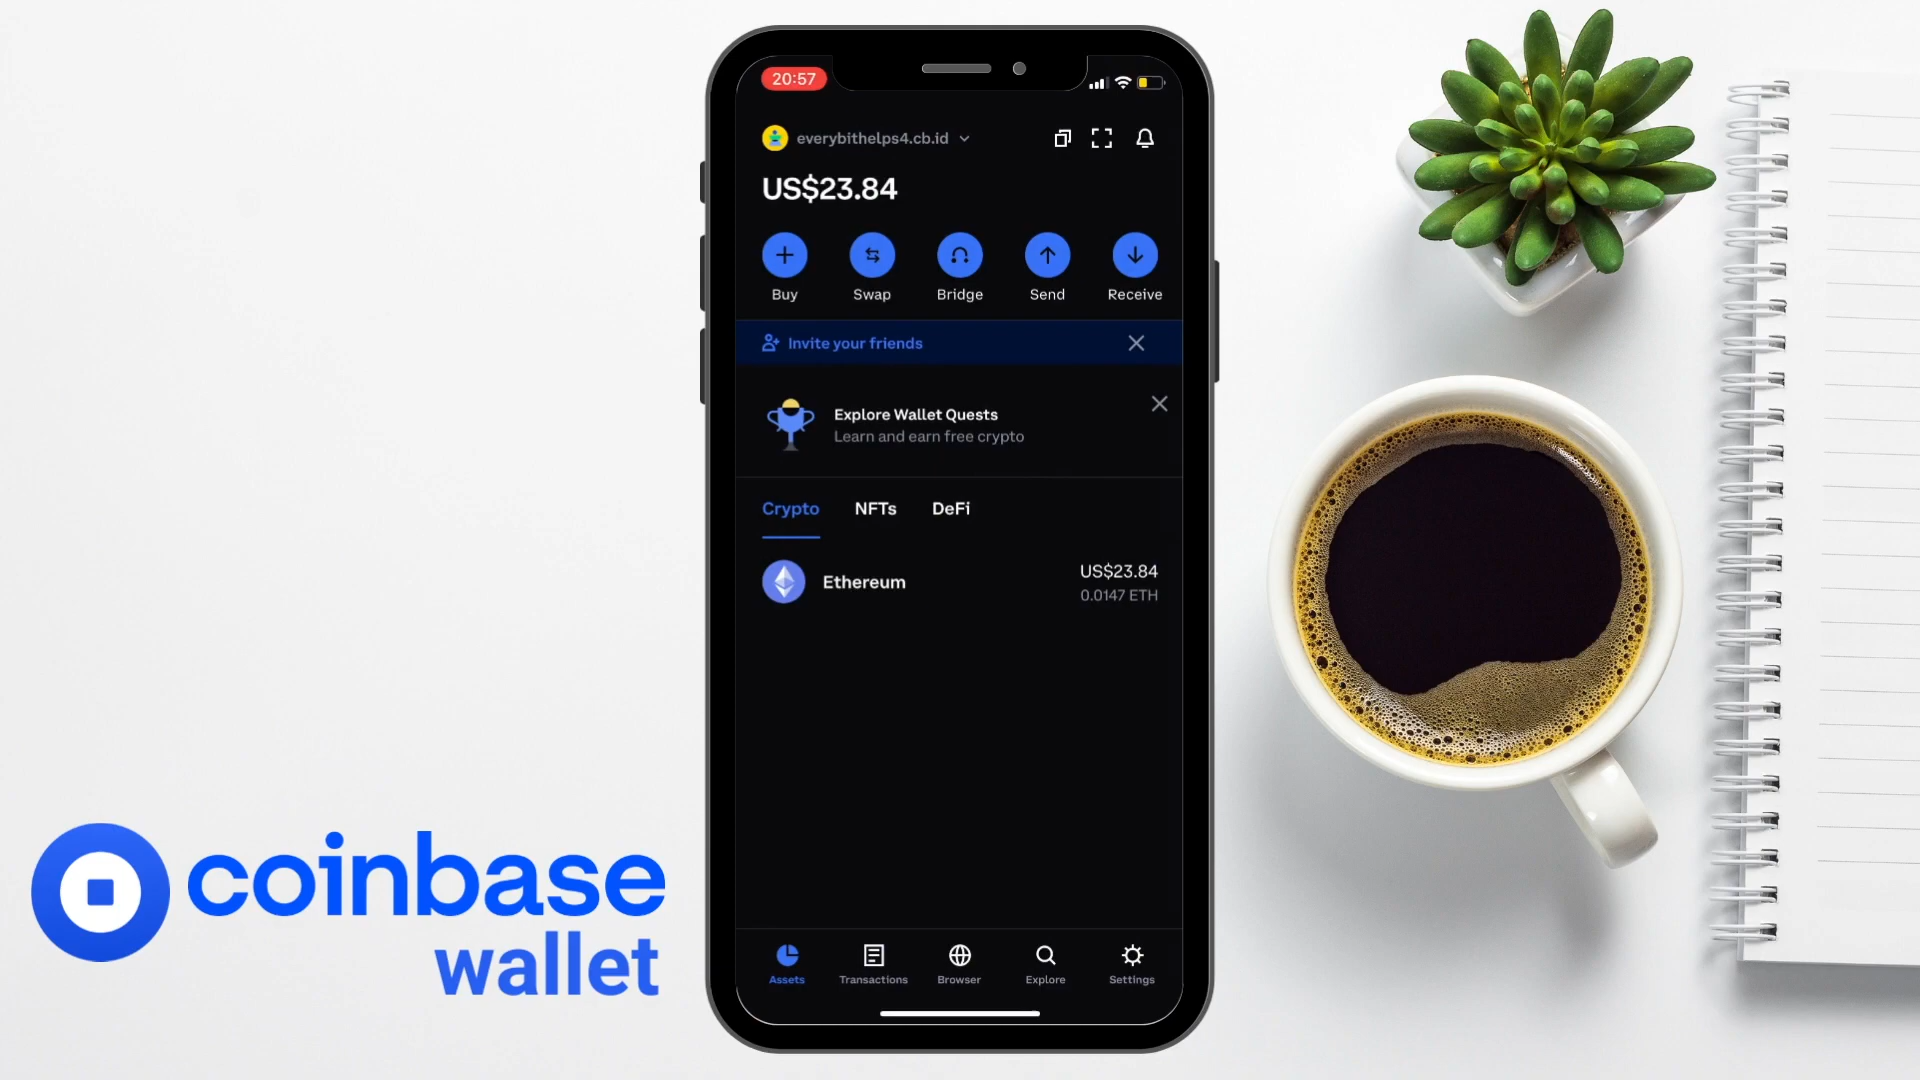 20:57
everybithelps4.cb.id
US$23.84
Buy
Swap
Bridge
Send
Receive
Invite your friends
Explore Wallet Quests
Learn and earn free crypto
Crypto
NFTs
DeFi
Ethereum
US$23.84
0.0147 ETH
Assets
Transactions
Browser
Explore
Settings
coinbase
wallet